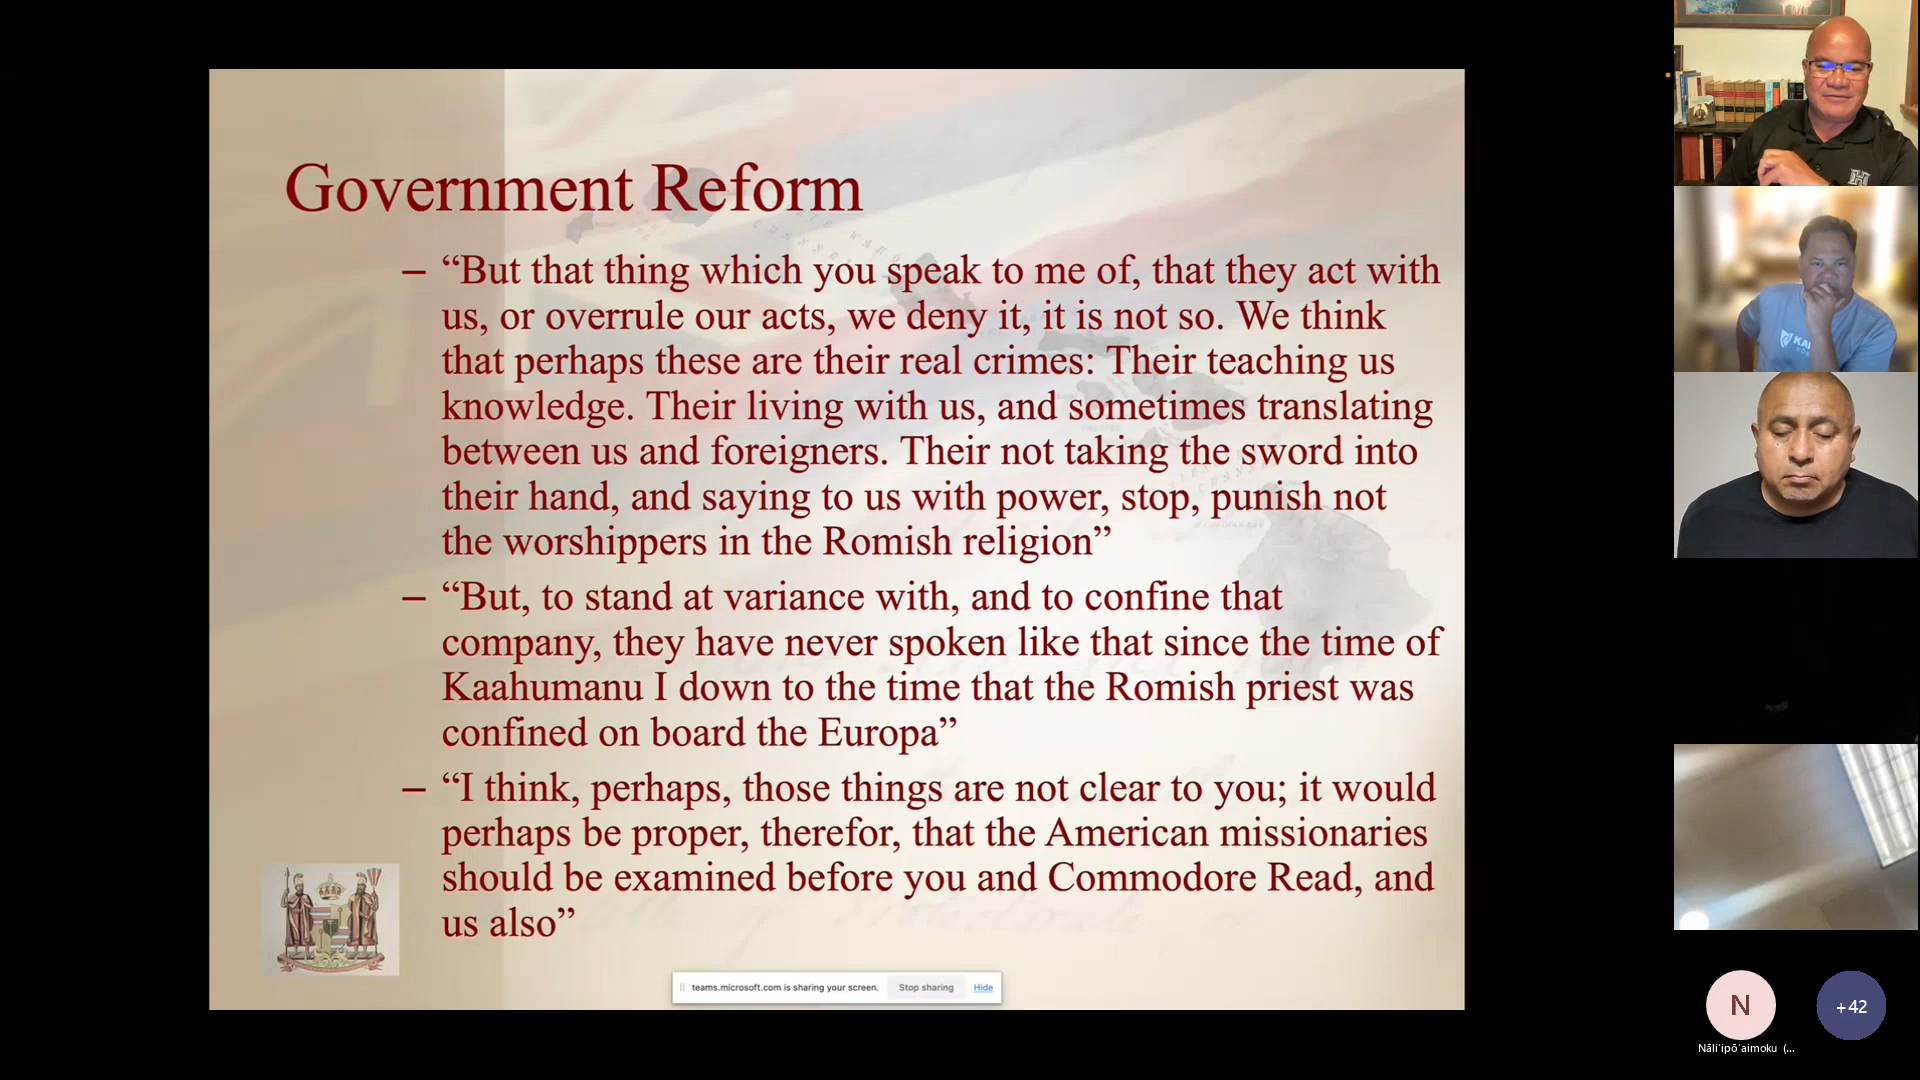 Government Reform
– “But that thing which you speak to me of, that they act with
us, or overrule our acts, we deny it, it is not so. We think
that perhaps these are their real crimes: Their teaching us
knowledge. Their living with us, and sometimes translating
between us and foreigners. Their not taking the sword into
their hand, and saying to us with power, stop, punish not
the worshippers in the Romish religion”
– “But, to stand at variance with, and to confine that
company, they have never spoken like that since the time of
Kaahumanu I down to the time that the Romish priest was
confined on board the Europa”
– “I think, perhaps, those things are not clear to you; it would
perhaps be proper, therefor, that the American missionaries
should be examined before you and Commodore Read, and
us also”
teams.microsoft.com is sharing your screen. Stop sharing Hide
N
+42
Nāliʻipōʻaimoku (...